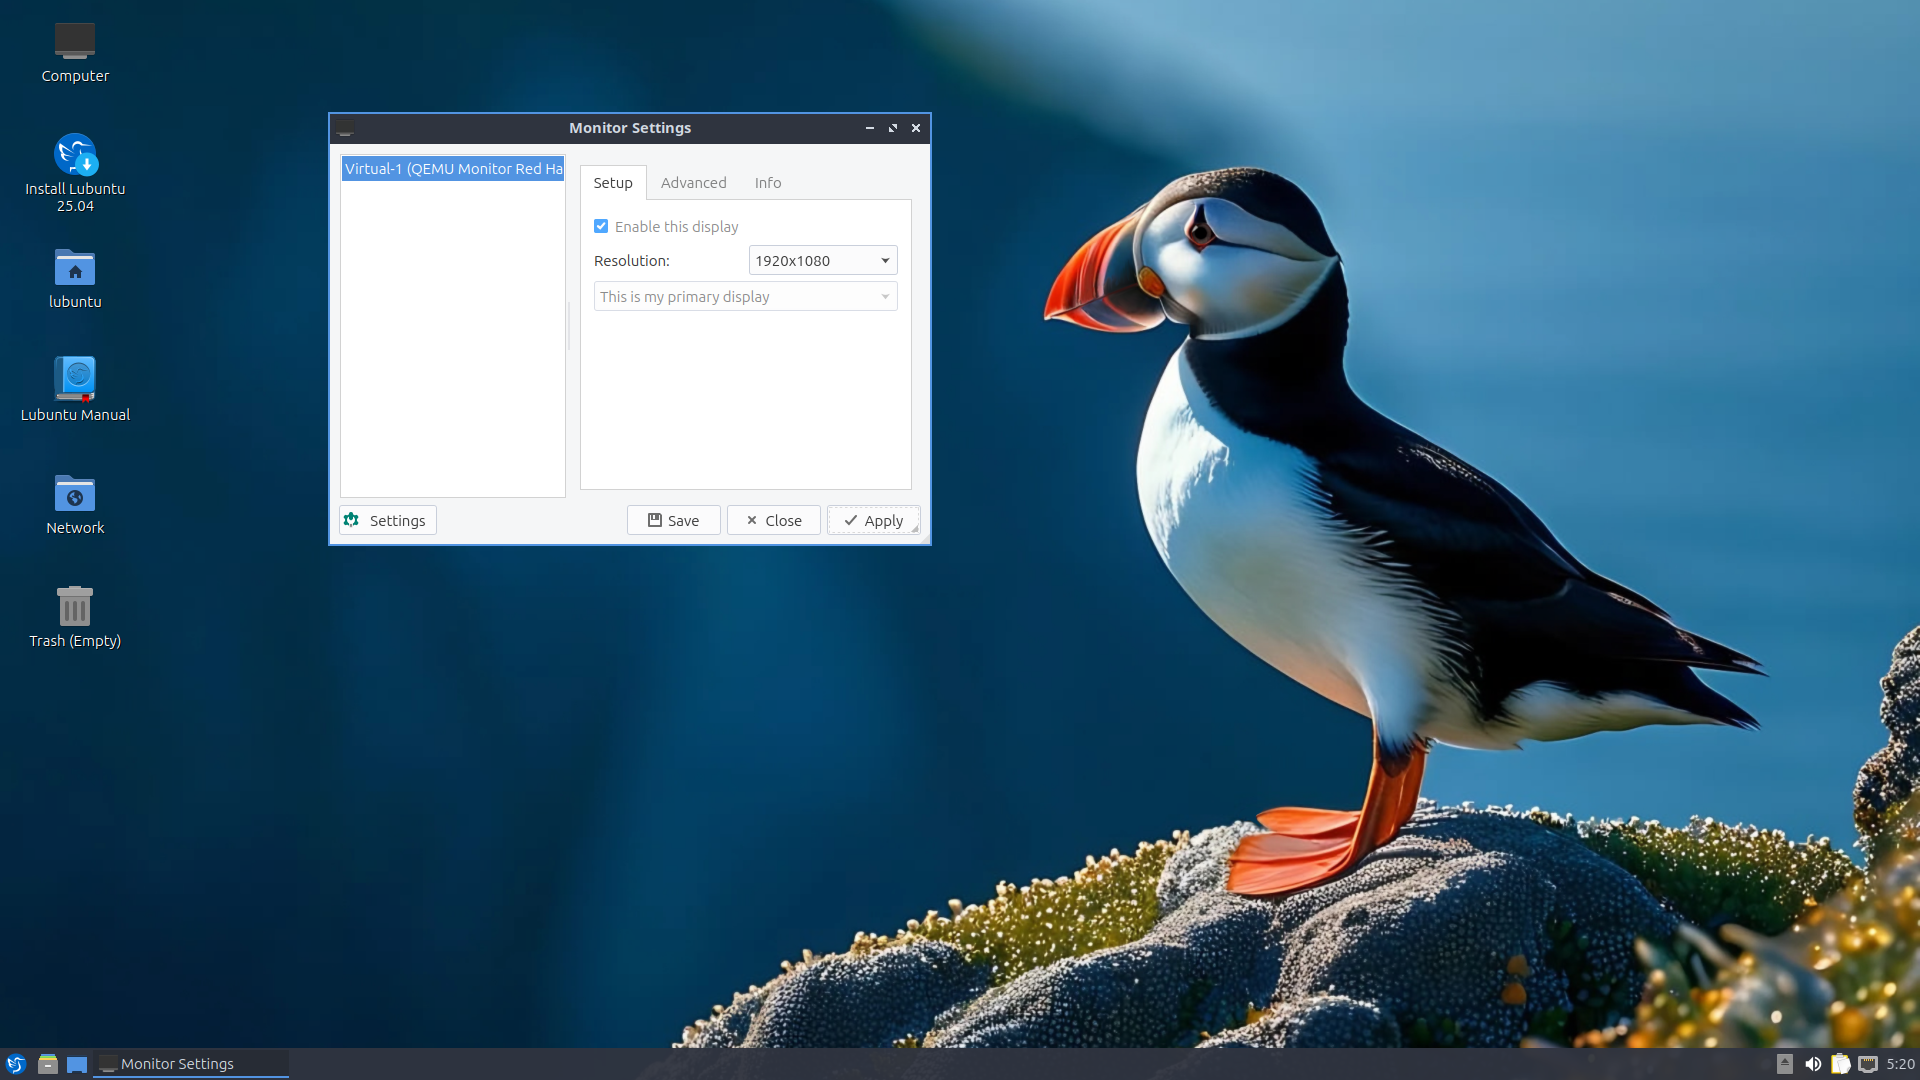 Computer
Install Lubuntu
25.04
lubuntu
Lubuntu Manual
Network
Trash (Empty)
Monitor Settings
Virtual-1 (QEMU Monitor Red Ha
Setup
Advanced
Info
Enable this display
Resolution:
1920x1080
This is my primary display
Settings
Save
Close
Apply
Monitor Settings
5:20